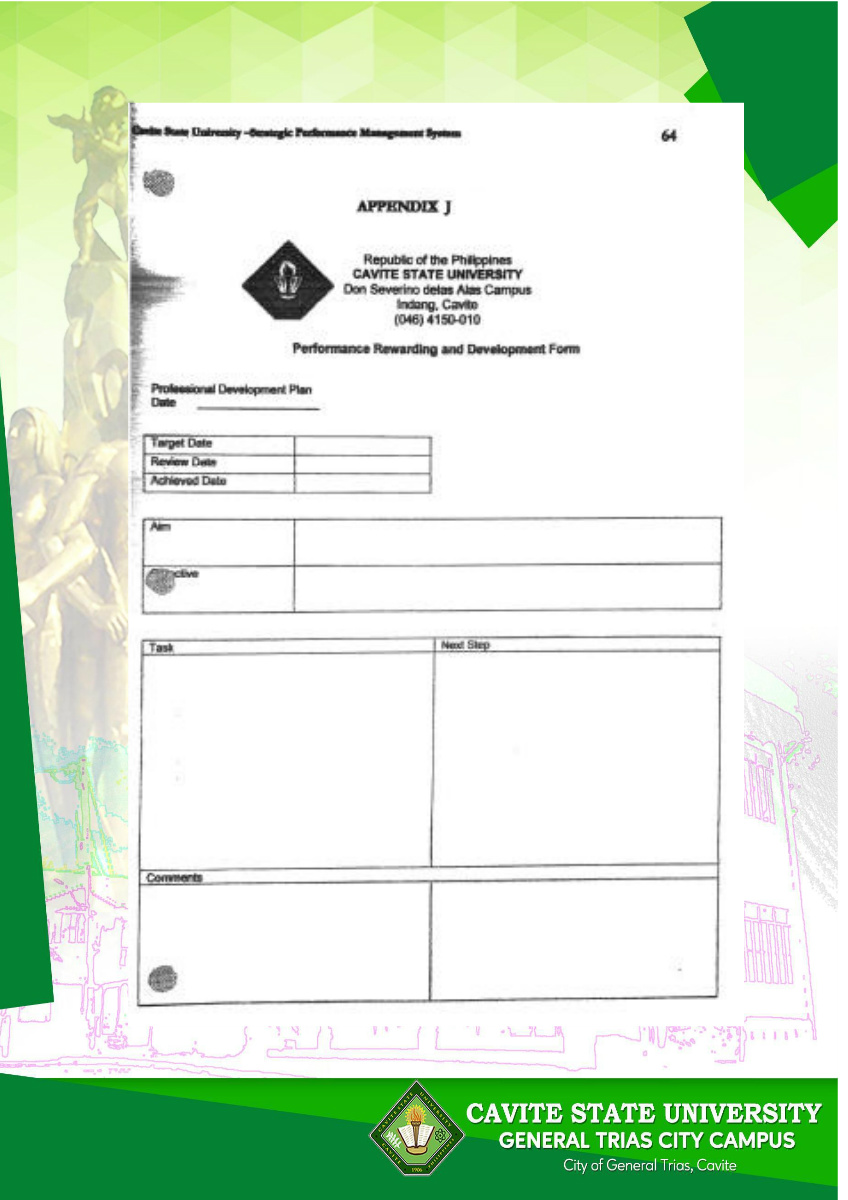 Cavite State University -Strategic Performance Management System 64
APPENDIX J
Republic of the Philippines
CAVITE STATE UNIVERSITY
Don Severino delas Alas Campus
Indang, Cavite
(046) 4150-010
Performance Rewarding and Development Form
Professional Development Plan
Date
Target Date
Review Date
Achieved Date
Aim
ctive
Task Next Step
Comments
CAVITE STATE UNIVERSITY
GENERAL TRIAS CITY CAMPUS
City of General Trias, Cavite
1906